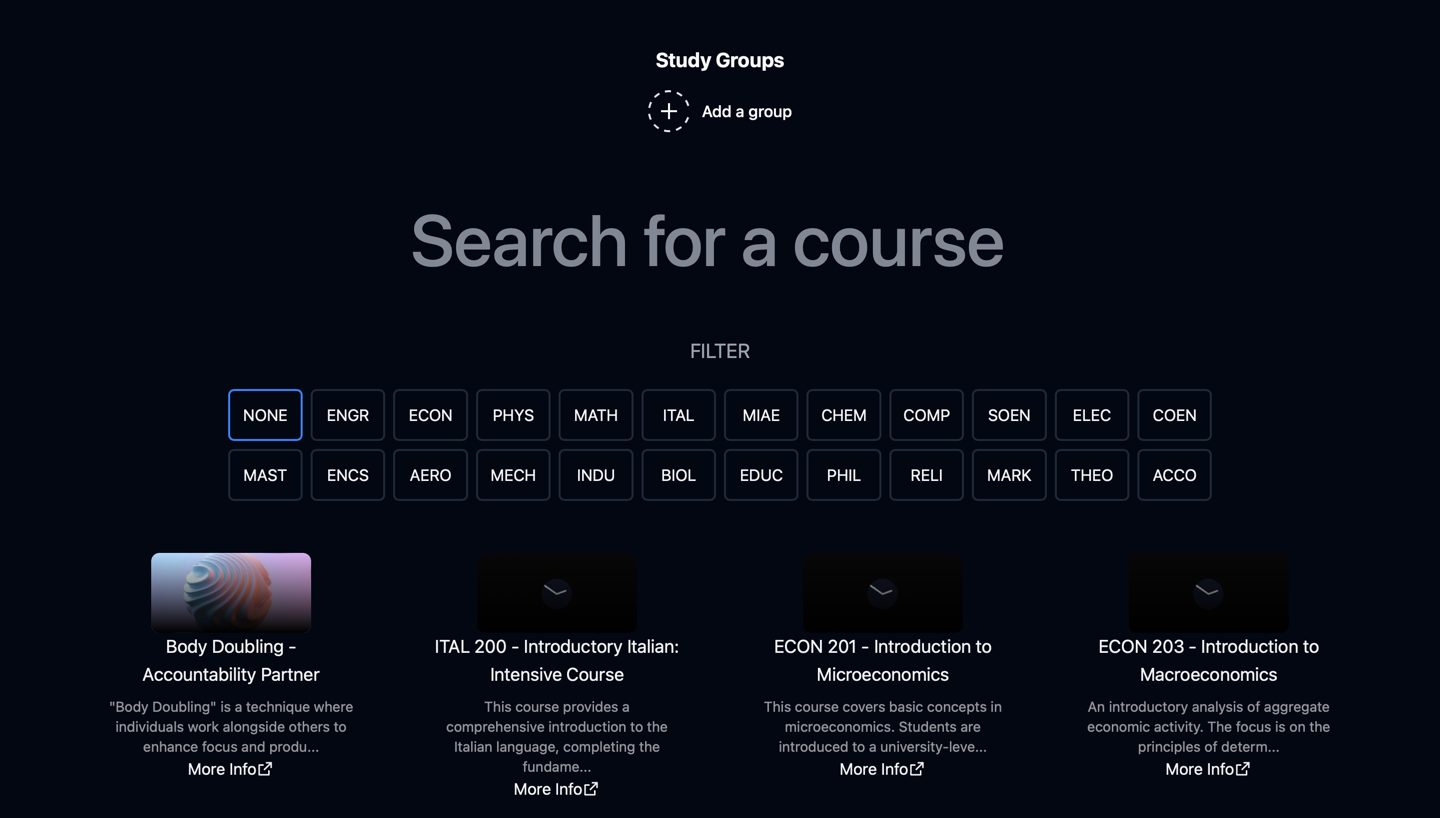 Study Groups
Add a group
Search for a course
FILTER
NONE ENGR ECON PHYS MATH ITAL MIAE CHEM COMP SOEN ELEC COEN
MAST ENCS AERO MECH INDU BIOL EDUC PHIL RELI MARK THEO ACCO
Body Doubling -
Accountability Partner
"Body Doubling" is a technique where
individuals work alongside others to
enhance focus and produ...
More Info
ITAL 200 - Introductory Italian:
Intensive Course
This course provides a
comprehensive introduction to the
Italian language, completing the
fundame...
More Info
ECON 201 - Introduction to
Microeconomics
This course covers basic concepts in
microeconomics. Students are
introduced to a university-leve...
More Info
ECON 203 - Introduction to
Macroeconomics
An introductory analysis of aggregate
economic activity. The focus is on the
principles of determ...
More Info